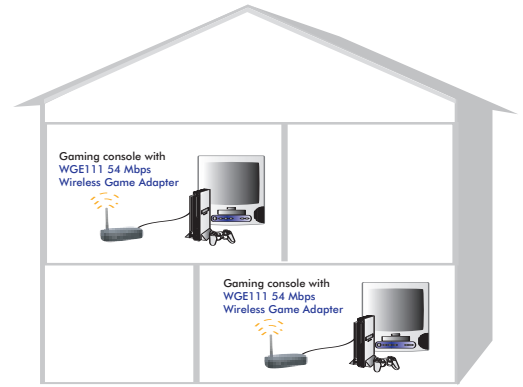 Gaming console with
WGE111 54 Mbps
Wireless Game Adapter
Gaming console with
WGE111 54 Mbps
Wireless Game Adapter